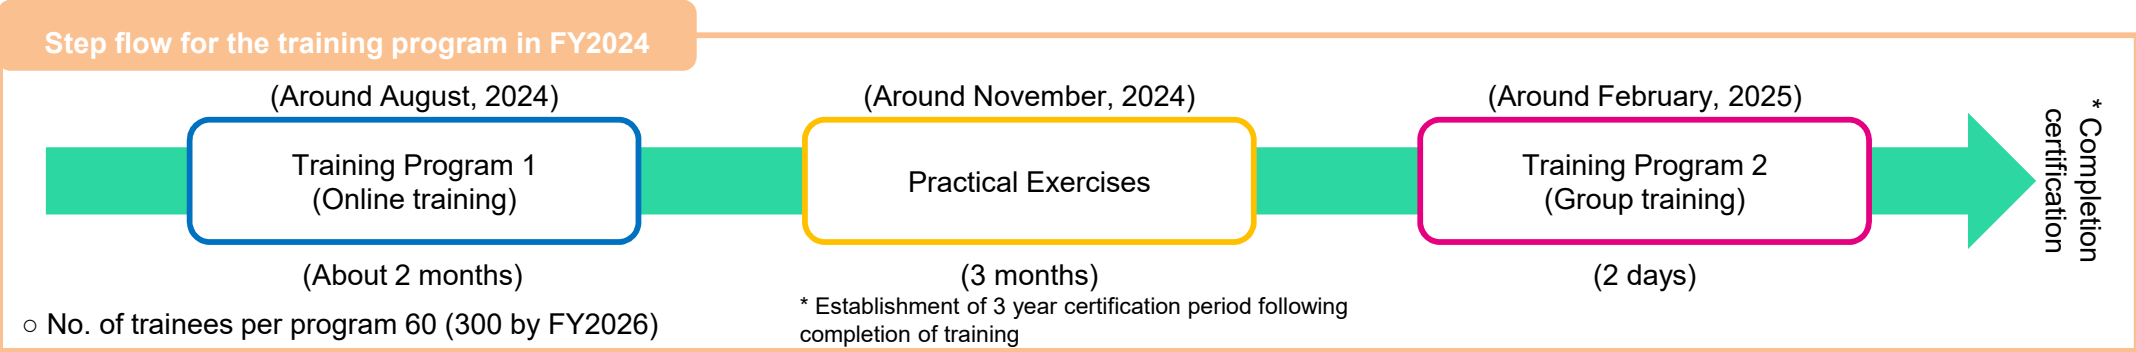 Step flow for the training program in FY2024
(Around August, 2024)
Training Program 1
(Online training)
(About 2 months)
(Around November, 2024)
Practical Exercises
(3 months)
* Establishment of 3 year certification period following
completion of training
(Around February, 2025)
Training Program 2
(Group training)
(2 days)
* Completion
certification
○ No. of trainees per program 60 (300 by FY2026)